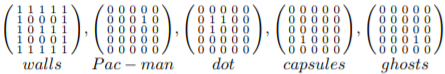 1 1 1 1 1 0 0 0 0 0 0 0 0 0 0 0 0 0 0 0 0 0 0 0 0
1 0 0 0 1 0 0 0 1 0 0 1 1 0 0 0 0 0 0 0 0 0 0 0 0
1 0 1 1 1 , 0 0 0 0 0 , 0 1 0 0 0 , 0 0 0 0 0 , 0 0 0 0 0
1 0 0 0 1 0 0 0 0 0 0 0 0 0 0 0 1 0 0 0 0 0 0 1 0
1 1 1 1 1 0 0 0 0 0 0 0 0 0 0 0 0 0 0 0 0 0 0 0 0
walls Pac − man dot capsules ghosts